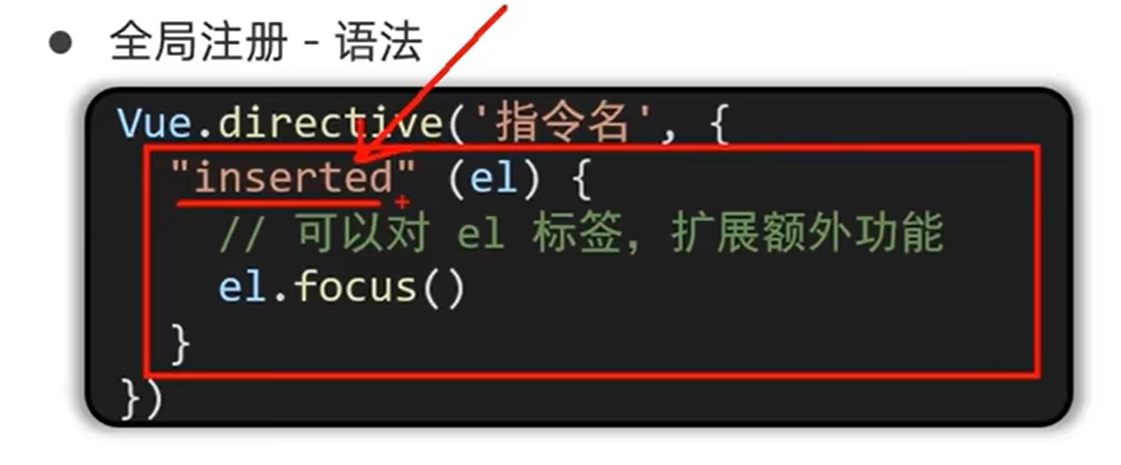 ● 全局注册 - 语法
Vue.directive('指令名', {
"inserted" (el) {
// 可以对 el 标签，扩展额外功能
el.focus()
}
})